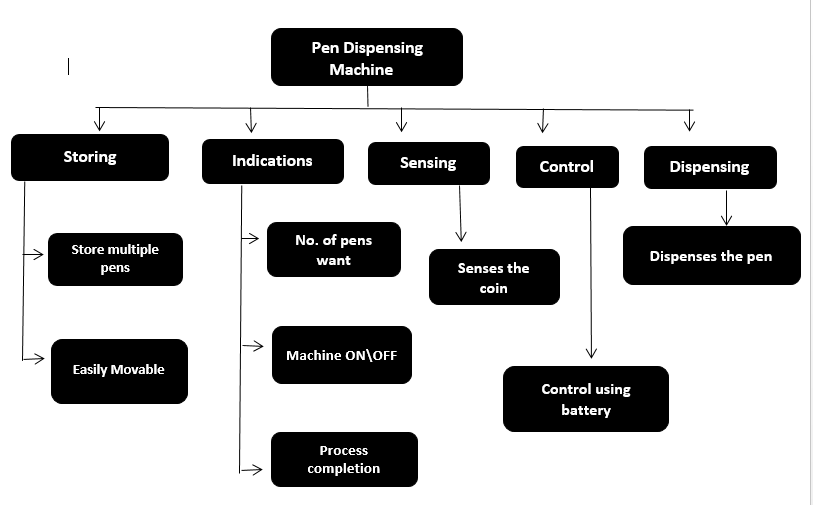 Pen Dispensing
Machine
Storing
Indications
Sensing
Control
Dispensing
Store multiple
pens
No. of pens
want
Senses the
coin
Dispenses the pen
Easily Movable
Machine ON\OFF
Control using
battery
Process
completion